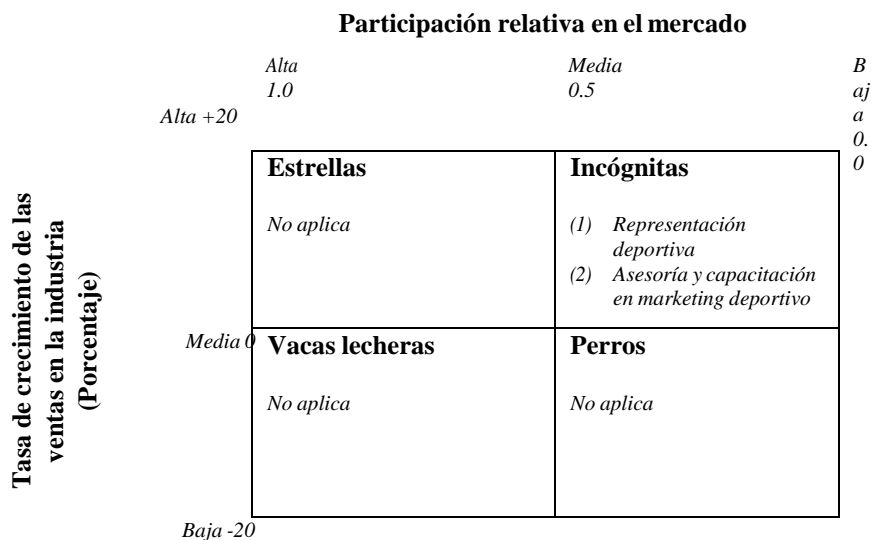 Participación relativa en el mercado
Alta
1.0
Media
0.5
B
aj
a
0.
0
Alta +20
Tasa de crecimiento de las
ventas en la industria
(Porcentaje)
Estrellas
No aplica
Incógnitas
(1) Representación
deportiva
(2) Asesoría y capacitación
en marketing deportivo
Media 0
Vacas lecheras
No aplica
Perros
No aplica
Baja -20